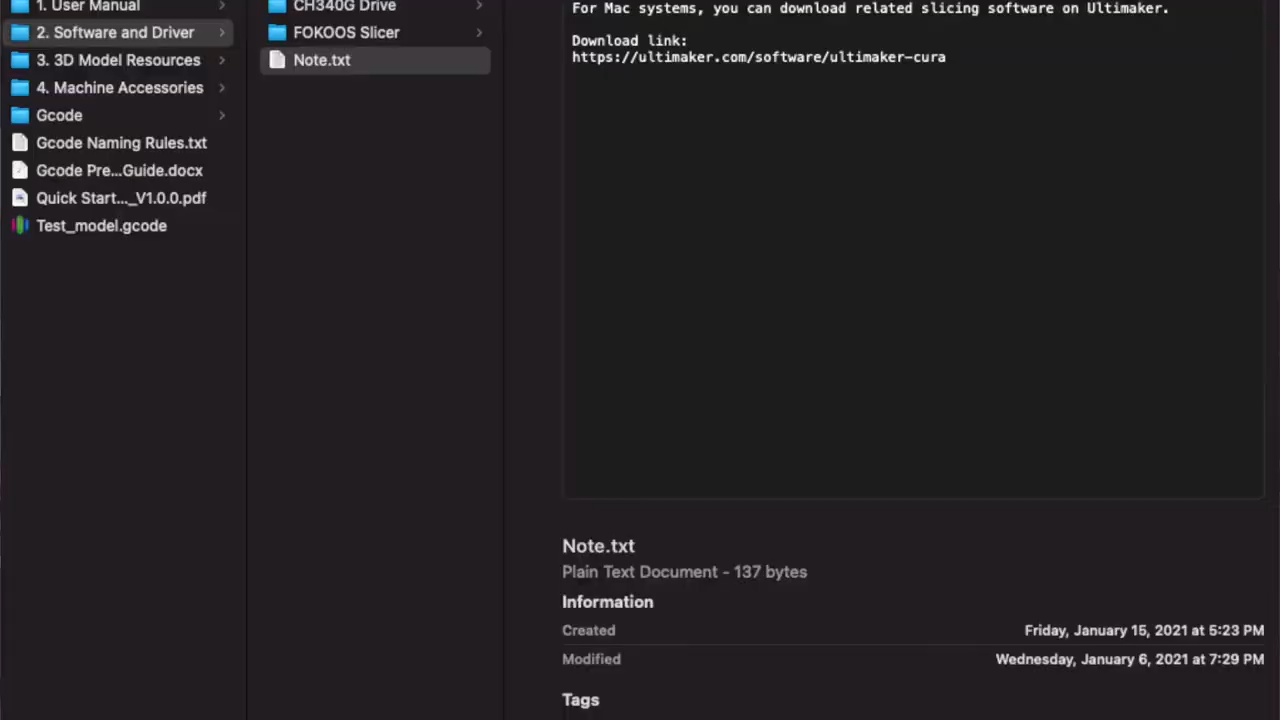 1. User Manual
2. Software and Driver
3. 3D Model Resources
4. Machine Accessories
Gcode
Gcode Naming Rules.txt
Gcode Pre...Guide.docx
Quick Start..._V1.0.0.pdf
Test_model.gcode
CH340G Drive
FOKOOS Slicer
Note.txt
For Mac systems, you can download related slicing software on Ultimaker.
Download link:
https://ultimaker.com/software/ultimaker-cura
Note.txt
Plain Text Document - 137 bytes
Information
Created Friday, January 15, 2021 at 5:23 PM
Modified Wednesday, January 6, 2021 at 7:29 PM
Tags